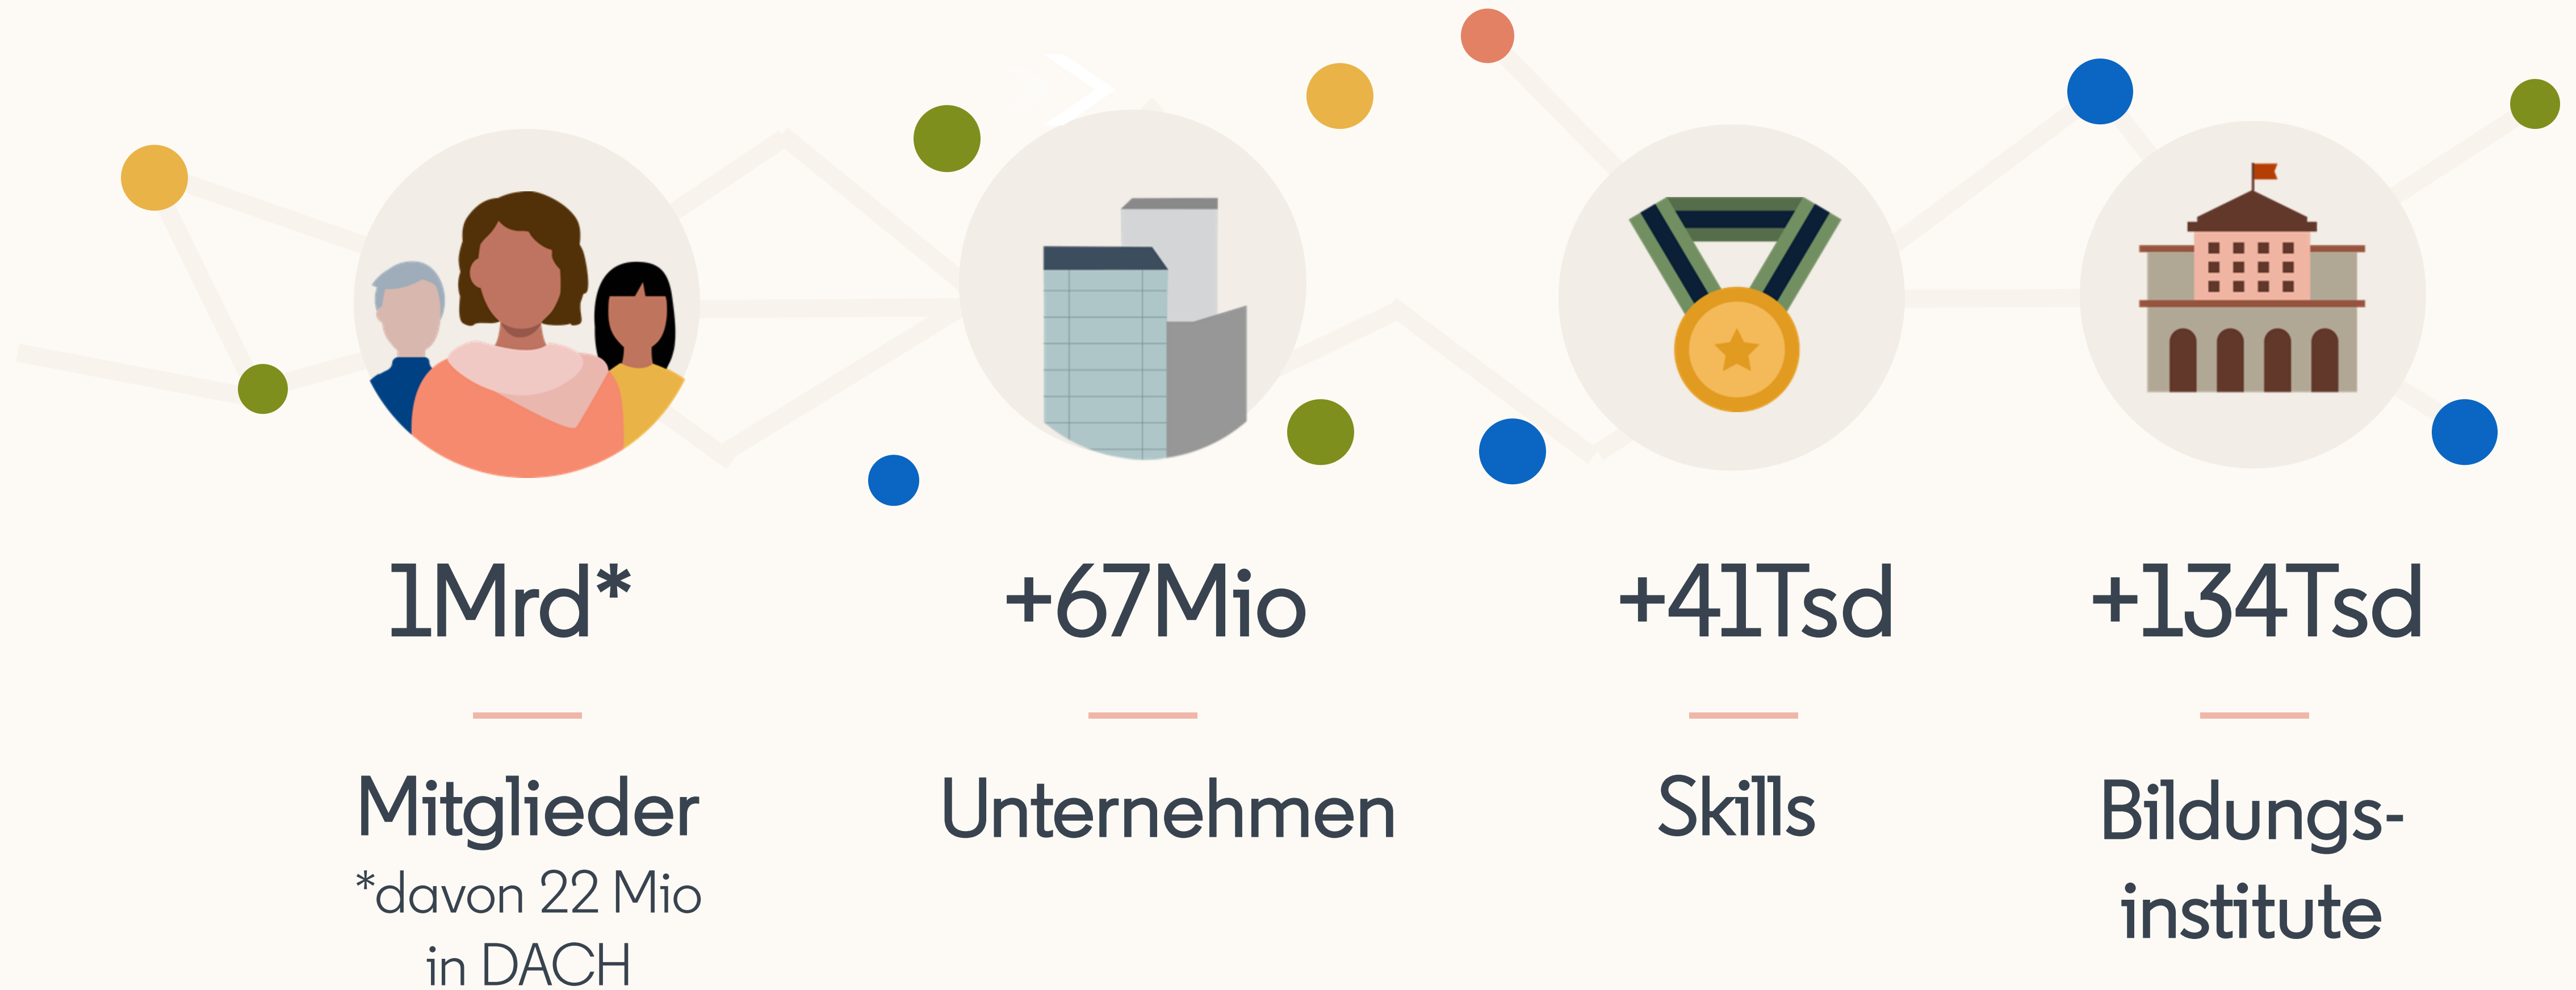 1Mrd*
Mitglieder
*davon 22 Mio
in DACH
+67Mio
Unternehmen
+41Tsd
Skills
+134Tsd
Bildungs-
institute